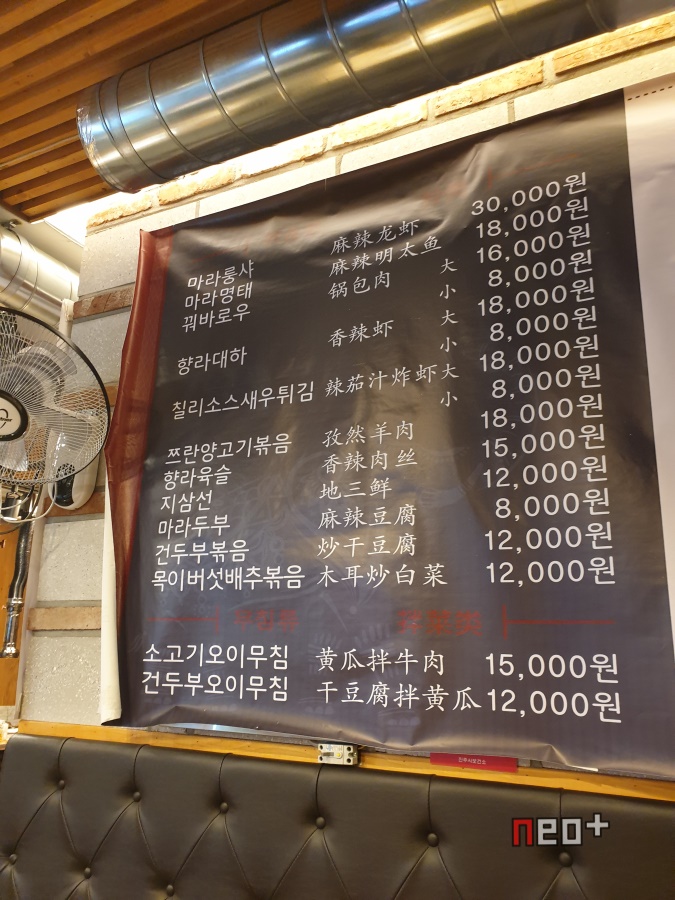 마라룽샤 麻辣龙虾 30,000원
마라명태 麻辣明太鱼 18,000원
꿔바로우 锅包肉 大 16,000원
小 8,000원
향라대하 香辣虾 大 18,000원
小 8,000원
칠리소스새우튀김 辣茄汁炸虾 大 18,000원
小 8,000원
쯔란양고기볶음 孜然羊肉 18,000원
향라육슬 香辣肉丝 15,000원
지삼선 地三鲜 12,000원
마라두부 麻辣豆腐 8,000원
건두부볶음 炒干豆腐 12,000원
목이버섯배추볶음 木耳炒白菜 12,000원
소고기오이무침 黄瓜拌牛肉 15,000원
건두부오이무침 干豆腐拌黄瓜 12,000원
neo+